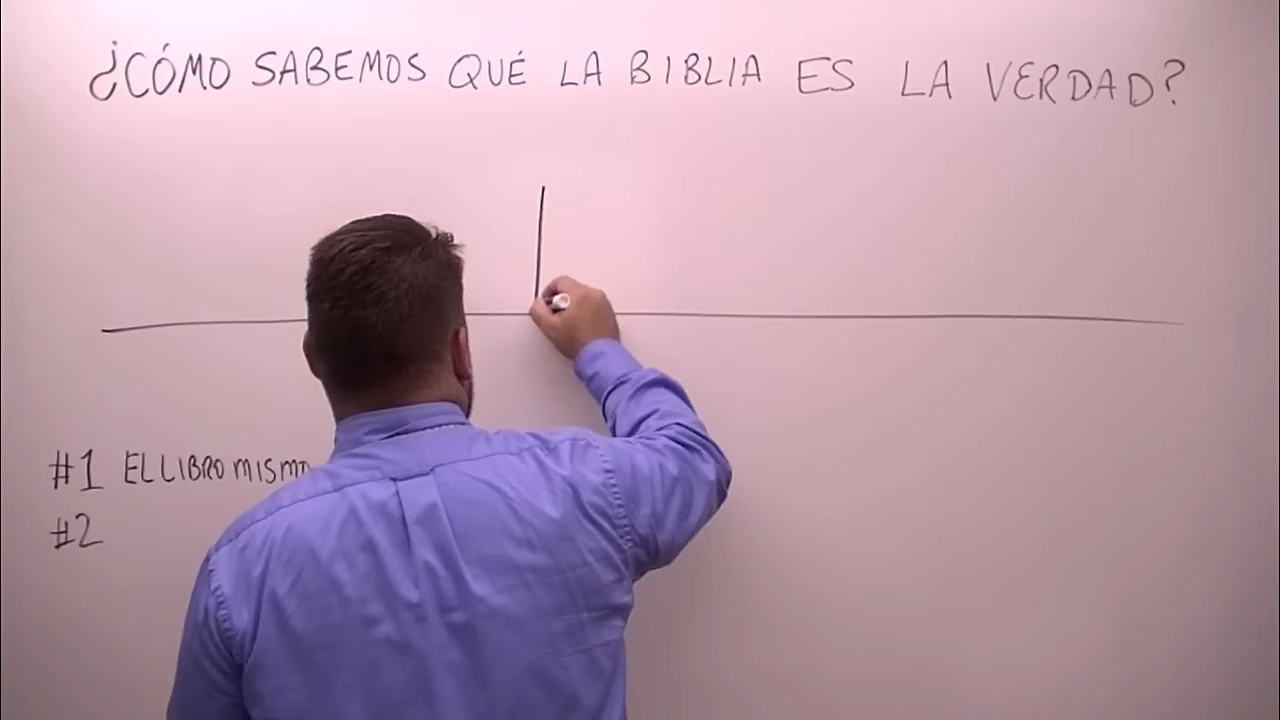 ¿CÓMO SABEMOS QUÉ LA BIBLIA ES LA VERDAD?
#1 EL LIBRO MISMO
#2